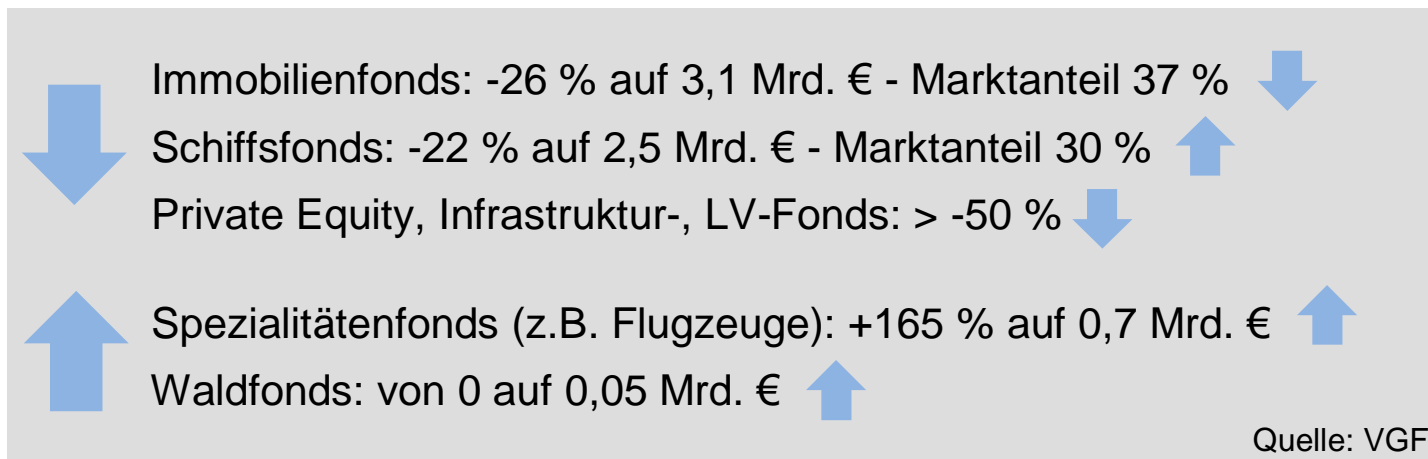 Immobilienfonds: -26 % auf 3,1 Mrd. € - Marktanteil 37 %
Schiffsfonds: -22 % auf 2,5 Mrd. € - Marktanteil 30 %
Private Equity, Infrastruktur-, LV-Fonds: > -50 %
Spezialitätenfonds (z.B. Flugzeuge): +165 % auf 0,7 Mrd. €
Waldfonds: von 0 auf 0,05 Mrd. €
Quelle: VGF